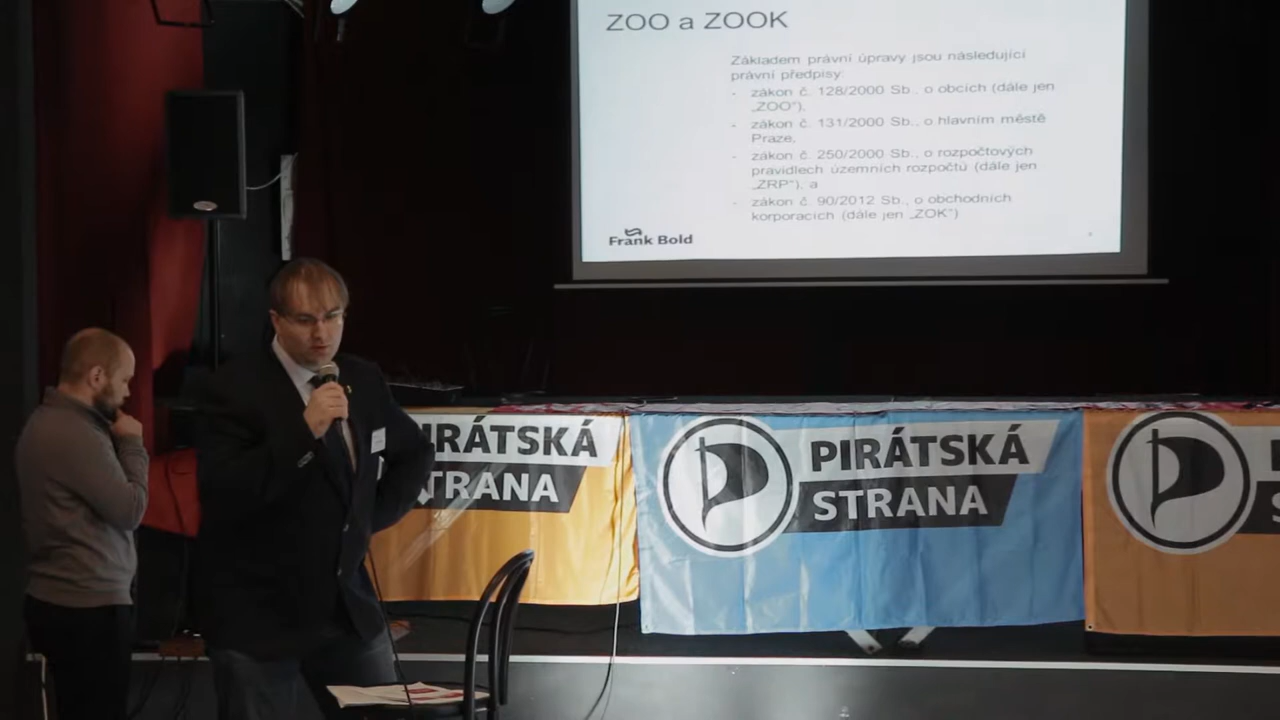 ZOO a ZOOK
Základem právní úpravy jsou následující
právní předpisy:
- zákon č. 128/2000 Sb., o obcích (dále jen
„ZOO“),
- zákon č. 131/2000 Sb., o hlavním městě
Praze,
- zákon č. 250/2000 Sb., o rozpočtových
pravidlech územních rozpočtů (dále jen
„ZRP“), a
- zákon č. 90/2012 Sb., o obchodních
korporacích (dále jen „ZOK“)
Frank Bold
IRÁTSKÁ
TRANA
PIRÁTSKÁ
STRANA